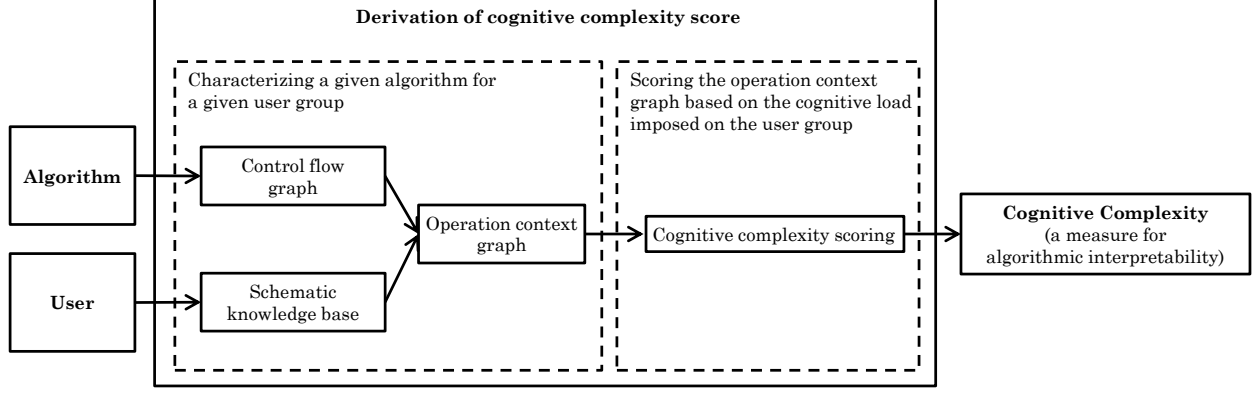 Derivation of cognitive complexity score
Characterizing a given algorithm for
a given user group
Scoring the operation context
graph based on the cognitive load
imposed on the user group
Algorithm
Control flow
graph
Operation context
graph
Cognitive complexity scoring
Cognitive Complexity
(a measure for
algorithmic interpretability)
User
Schematic
knowledge base